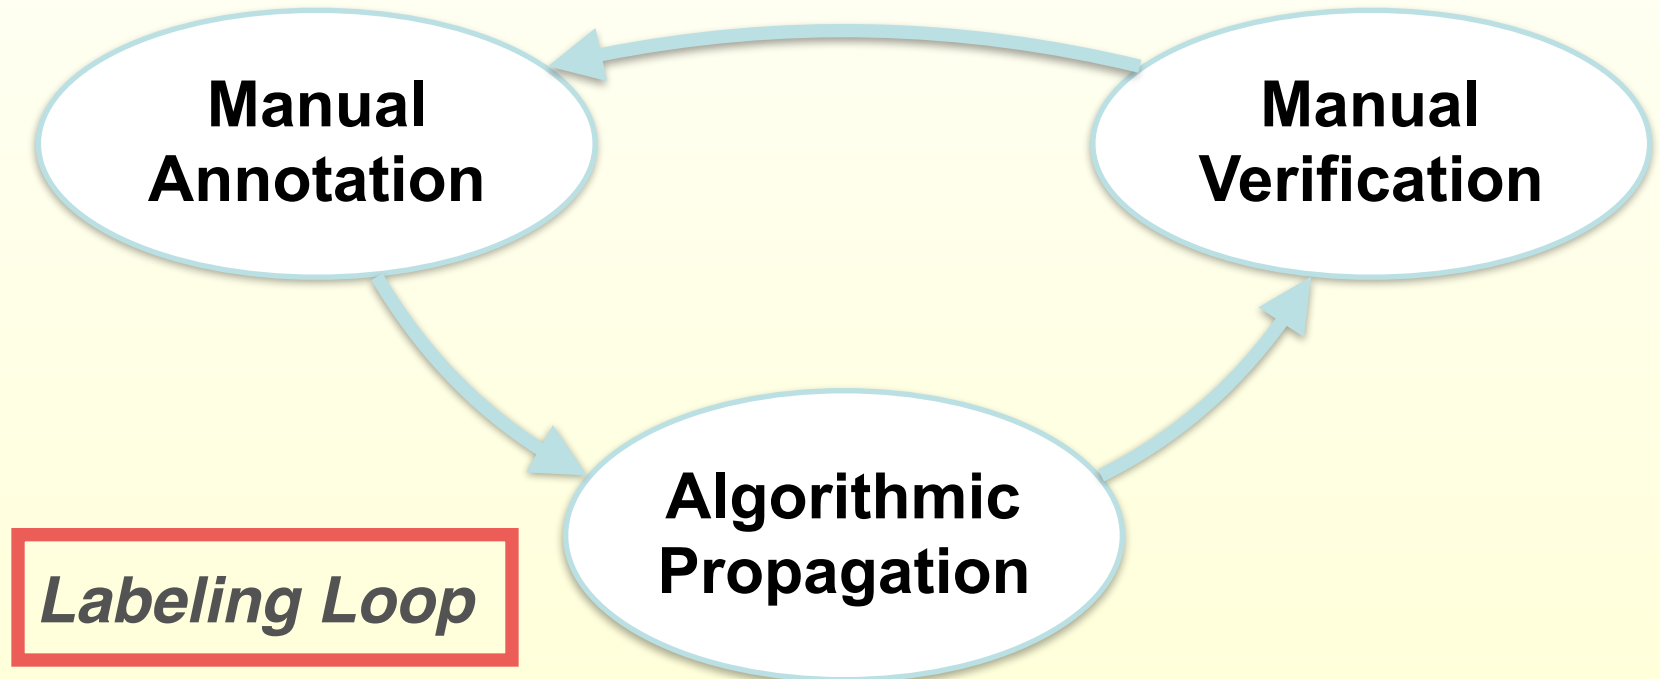 Manual
Annotation
Manual
Verification
Algorithmic
Propagation
Labeling Loop